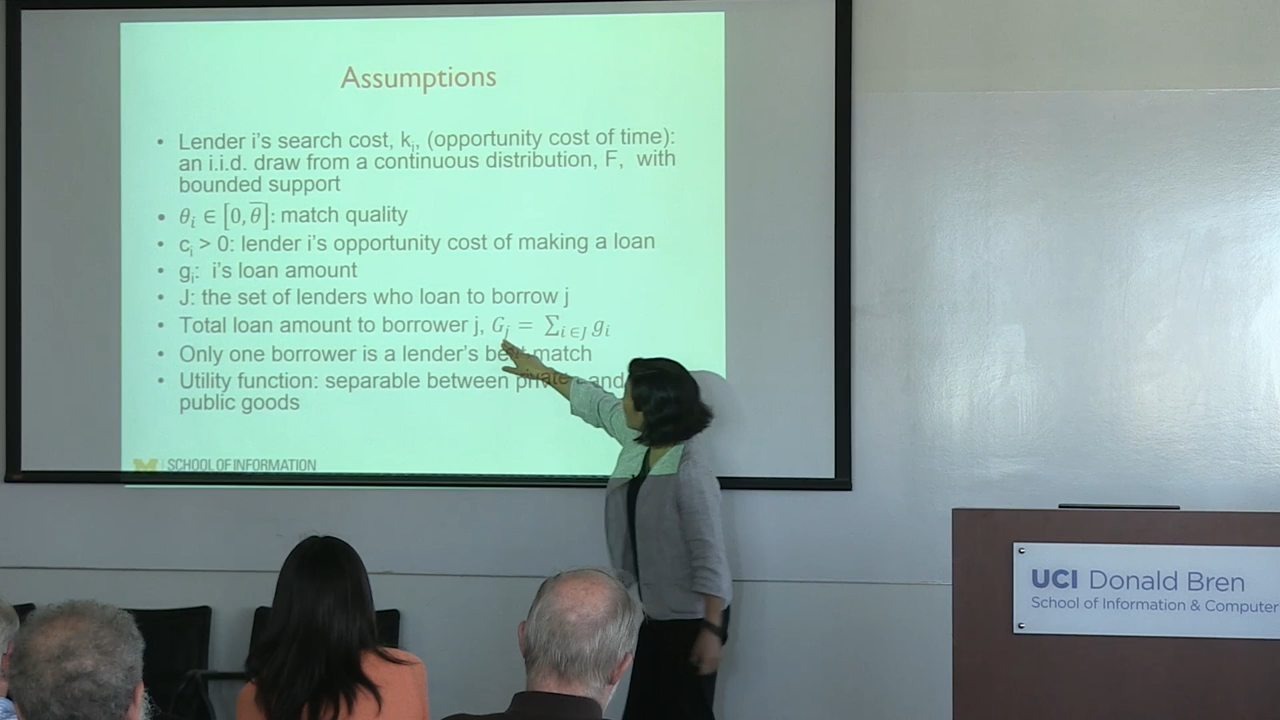 Assumptions
• Lender i's search cost, kᵢ, (opportunity cost of time):
an i.i.d. draw from a continuous distribution, F, with
bounded support
• θᵢ ∈ [0, θ̅]: match quality
• cᵢ > 0: lender i's opportunity cost of making a loan
• gᵢ: i's loan amount
• J: the set of lenders who loan to borrow j
• Total loan amount to borrower j, Gⱼ = ∑ᵢ ∈ J gᵢ
• Only one borrower is a lender's best match
• Utility function: separable between private and
public goods
M SCHOOL OF INFORMATION
UCI Donald Bren
School of Information & Computer